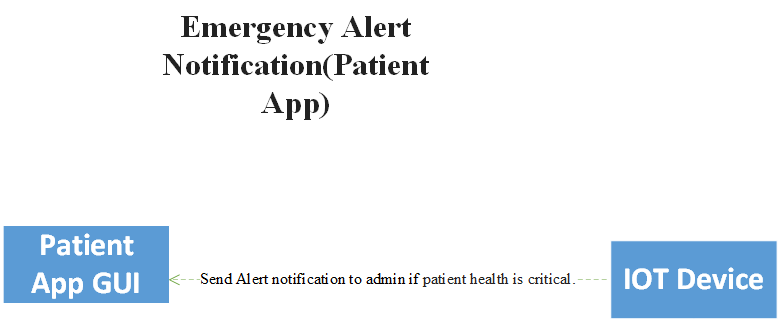 Emergency Alert
Notification(Patient
App)
Patient
App GUI
Send Alert notification to admin if patient health is critical.
IOT Device